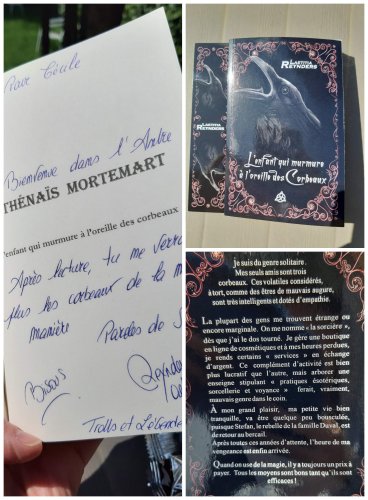 Pour Cécile
Bienvenue dans l'Antre
THÉNAÏS MORTEMART
'enfant qui murmure à l'oreille des corbeaux
Après lecture, tu me verra
plus les corbeaux de la m
manière
Paroles de S
Bisous
Trolls et Légende
LAETITIA
REYNDERS
LAETITIA
REYNDERS
L'enfant qui murmure
à l'oreille des Corbeaux
je suis du genre solitaire.
Mes seuls amis sont trois
corbeaux. Ces volatiles considérés,
à tort, comme des êtres de mauvais augure,
sont très intelligents et dotés d'empathie.
La plupart des gens me trouvent étrange ou
encore marginale. On me nomme « la sorcière »,
dès que j'ai le dos tourné. Je gère une boutique
en ligne de cosmétiques et à mes heures perdues,
je rends certains « services » en échange
d'argent. Ce complément d'activité est bien
plus lucratif que l'autre, mais arborer une
enseigne stipulant « pratiques ésotériques,
sorcellerie et voyance » ferait, vraiment,
mauvais genre dans le coin.
À mon grand plaisir, ma petite vie bien
tranquille, va être quelque peu bousculée,
puisque Stefan, le rebelle de la famille Duval, est
de retour au bercail.
Après toutes ces années d'attente, l'heure de ma
vengeance est enfin arrivée.
Quand on use de la magie, il y a toujours un prix à
payer. Tous les moyens sont bons tant qu'ils sont
efficaces !